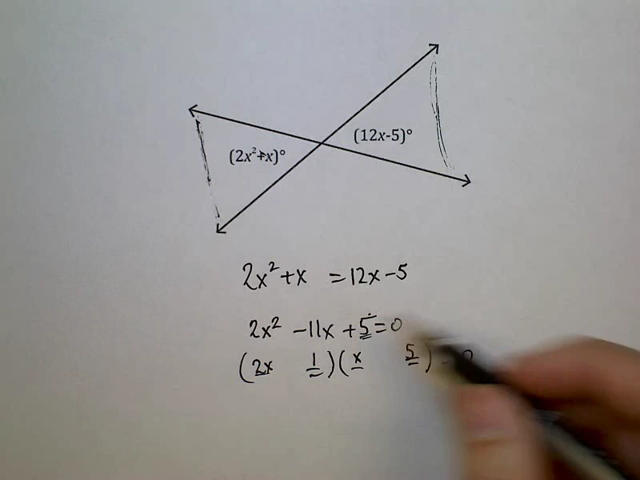 (12x-5)°
(2x²+x)°
2x² + x = 12x - 5
2x² - 11x + 5 = 0
(2x 1)(x 5)